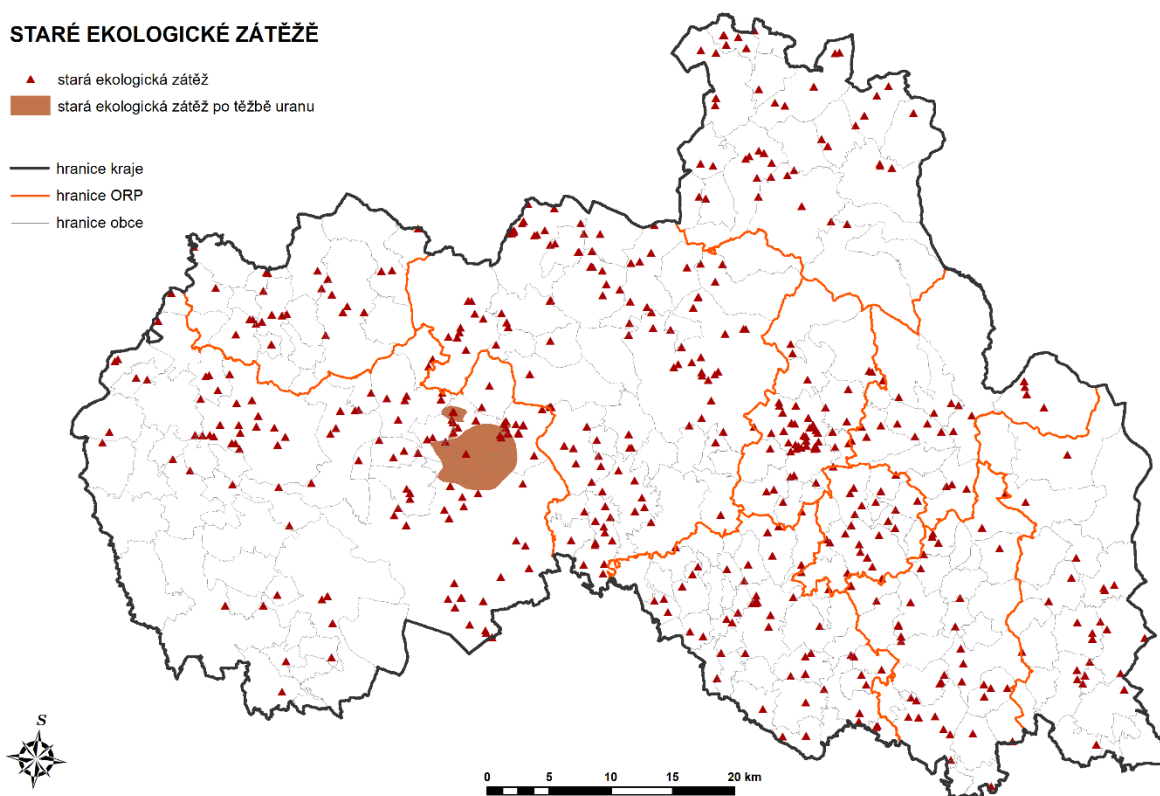 STARÉ EKOLOGICKÉ ZÁTĚŽĚ
stará ekologická zátěž
stará ekologická zátěž po těžbě uranu
hranice kraje
hranice ORP
hranice obce
S
0 5 10 15 20 km